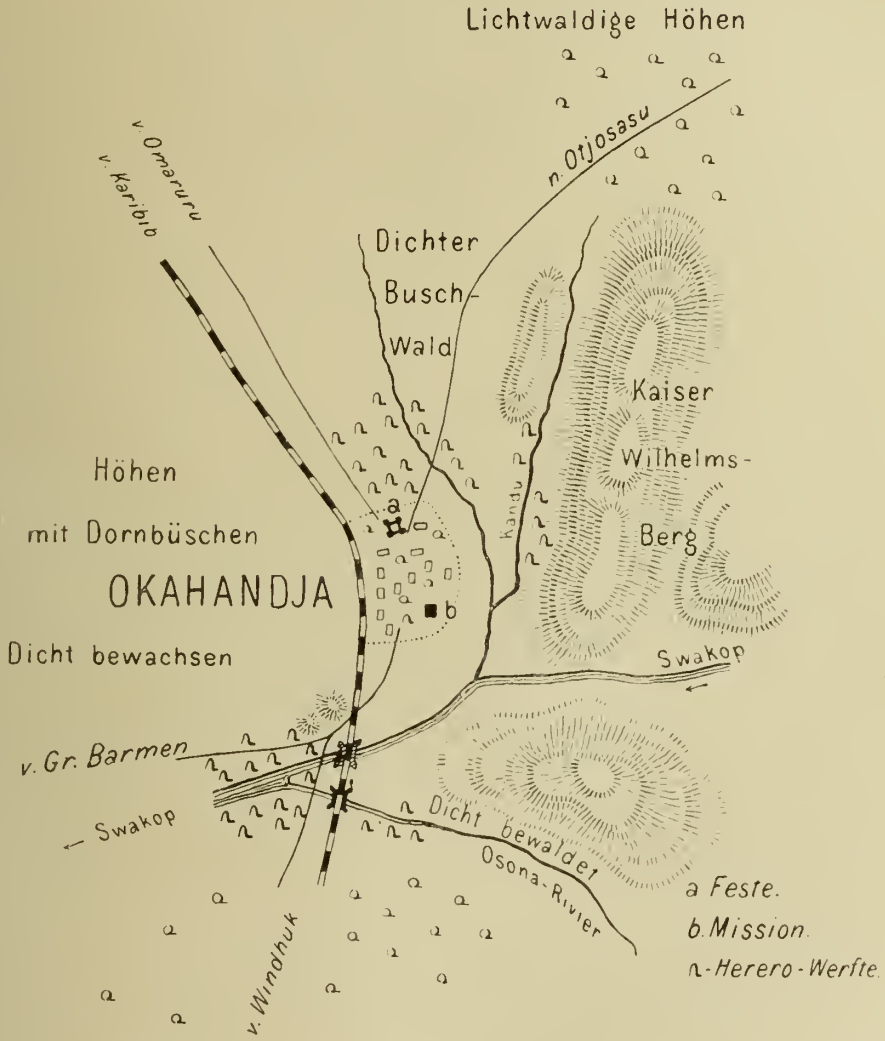 Lichtwaldige Höhen
v. Omaruru
v. Karibib
n. Otjosasu
Dichter
Busch-
Wald
Kaiser
Wilhelms-
Berg
Höhen
mit Dornbüschen
OKAHANDJA
Dicht bewachsen
a
b
Kandu
Swakop
v. Gr. Barmen
Swakop
Dicht bewaldet
Osona-Rivier
v. Windhuk
a Feste.
b. Mission.
n-Herero-Werfte.